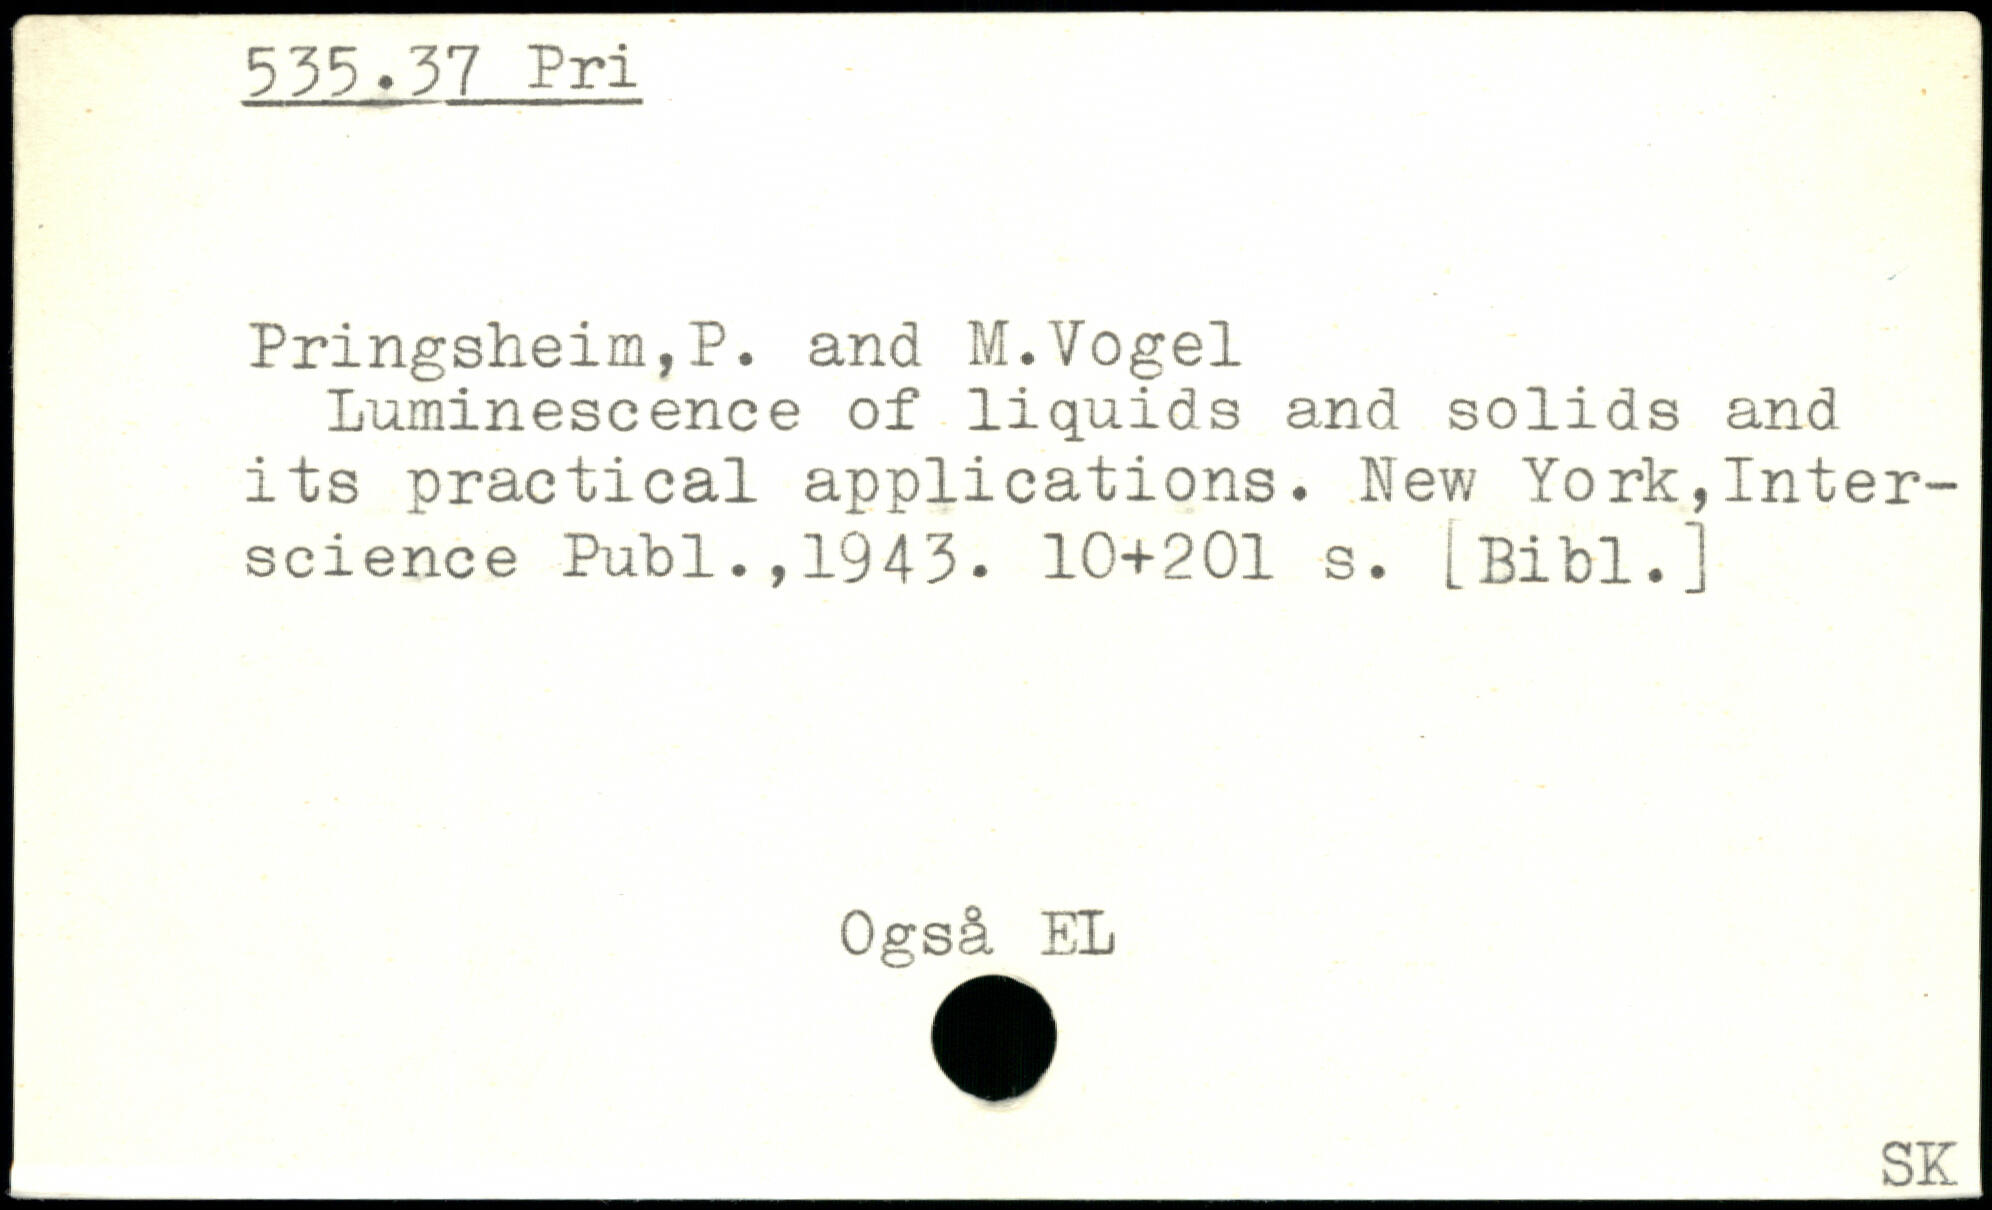 535.37 Pri
Pringsheim,P. and M.Vogel
Luminescence of liquids and solids and
its practical applications. New York,Inter-
science Publ.,1943. 10+201 s. [Bibl.]
Også EL
SK